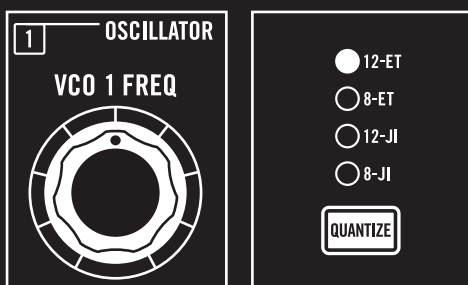 1 OSCILLATOR
VCO 1 FREQ
12-ET
8-ET
12-JI
8-JI
QUANTIZE